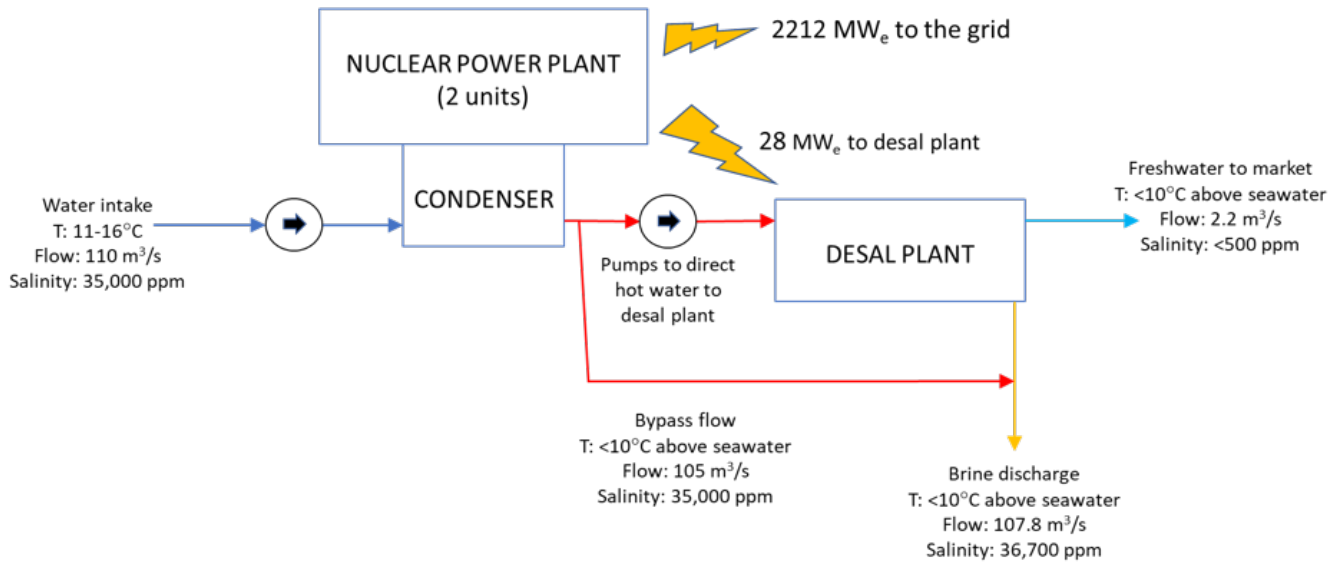 2212 MWe to the grid
NUCLEAR POWER PLANT
(2 units)
28 MWe to desal plant
CONDENSER
Water intake
T: 11-16°C
Flow: 110 m³/s
Salinity: 35,000 ppm
Pumps to direct
hot water to
desal plant
DESAL PLANT
Freshwater to market
T: <10°C above seawater
Flow: 2.2 m³/s
Salinity: <500 ppm
Bypass flow
T: <10°C above seawater
Flow: 105 m³/s
Salinity: 35,000 ppm
Brine discharge
T: <10°C above seawater
Flow: 107.8 m³/s
Salinity: 36,700 ppm